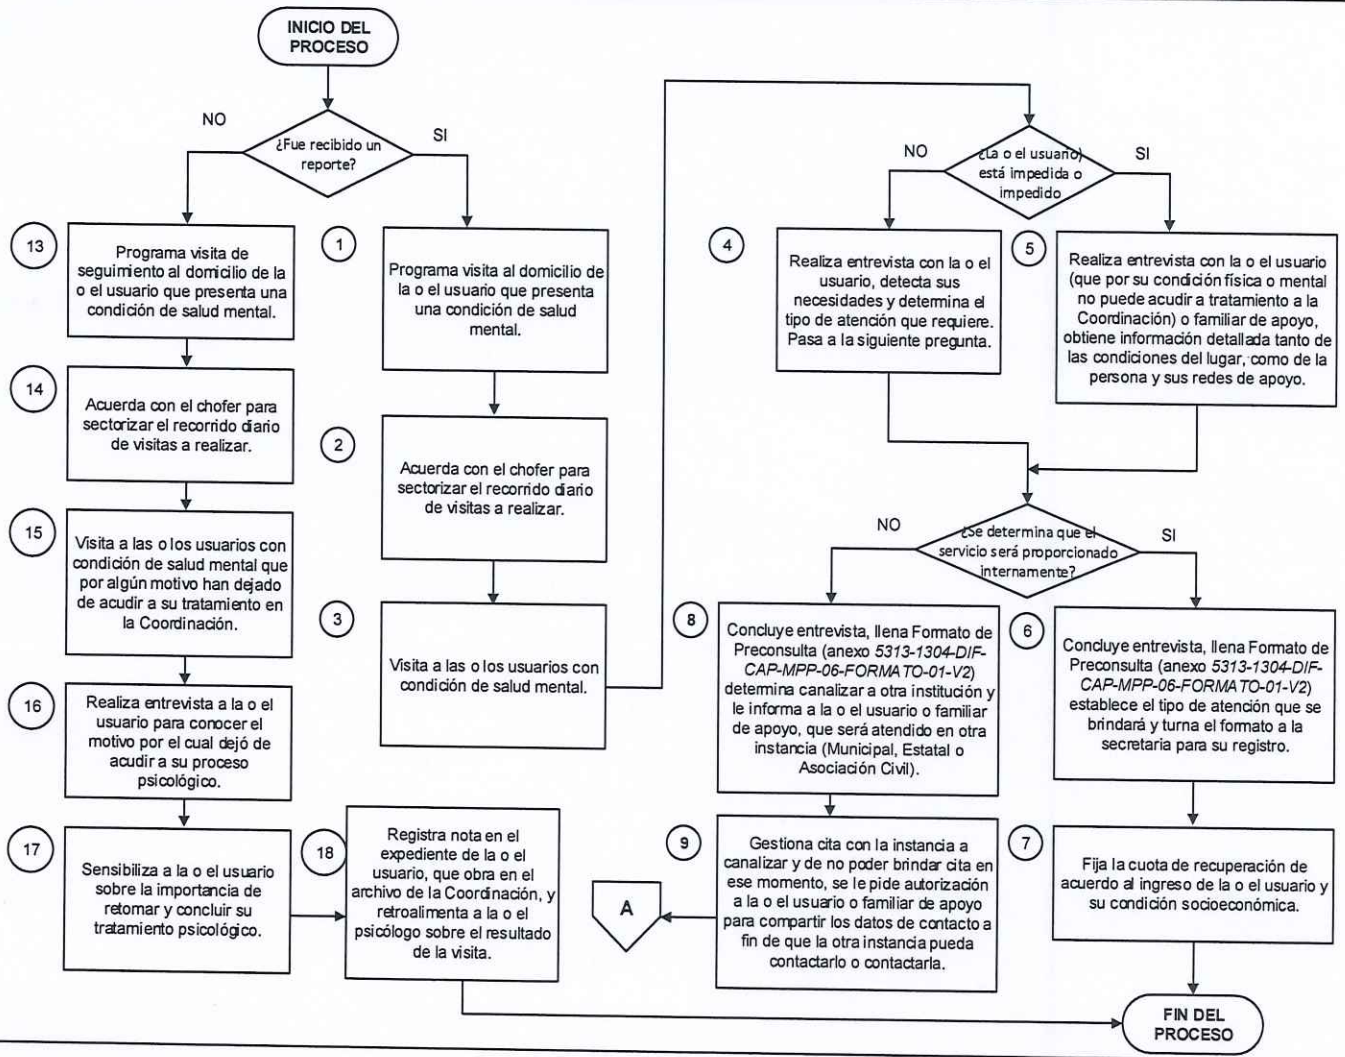 INICIO DEL
PROCESO
¿Fue recibido un
reporte?
NO
SI
13
Programa visita de
seguimiento al domicilio de la
o el usuario que presenta una
condición de salud mental.
14
Acuerda con el chofer para
sectorizar el recorrido diario
de visitas a realizar.
15
Visita a las o los usuarios con
condición de salud mental que
por algún motivo han dejado
de acudir a su tratamiento en
la Coordinación.
16
Realiza entrevista a la o el
usuario para conocer el
motivo por el cual dejó de
acudir a su proceso
psicológico.
17
Sensibiliza a la o el usuario
sobre la importancia de
retomar y concluir su
tratamiento psicológico.
18
Registra nota en el
expediente de la o el
usuario, que obra en el
archivo de la Coordinación, y
retroalimenta a la o el
psicólogo sobre el resultado
de la visita.
1
Programa visita al domicilio de
la o el usuario que presenta
una condición de salud
mental.
2
Acuerda con el chofer para
sectorizar el recorrido diario
de visitas a realizar.
3
Visita a las o los usuarios con
condición de salud mental.
¿La o el usuario)
está impedida o
impedido
NO
SI
4
Realiza entrevista con la o el
usuario, detecta sus
necesidades y determina el
tipo de atención que requiere.
Pasa a la siguiente pregunta.
5
Realiza entrevista con la o el usuario
(que por su condición física o mental
no puede acudir a tratamiento a la
Coordinación) o familiar de apoyo,
obtiene información detallada tanto de
las condiciones del lugar, como de la
persona y sus redes de apoyo.
¿Se determina que el
servicio será proporcionado
internamente?
NO
SI
8
Concluye entrevista, llena Formato de
Preconsulta (anexo 5313-1304-DIF-
CAP-MPP-06-FORMATO-01-V2)
determina canalizar a otra institución y
le informa a la o el usuario o familiar
de apoyo, que será atendido en otra
instancia (Municipal, Estatal o
Asociación Civil).
6
Concluye entrevista, llena Formato de
Preconsulta (anexo 5313-1304-DIF-
CAP-MPP-06-FORMATO-01-V2)
establece el tipo de atención que se
brindará y turna el formato a la
secretaria para su registro.
9
Gestiona cita con la instancia a
canalizar y de no poder brindar cita en
ese momento, se le pide autorización
a la o el usuario o familiar de apoyo
para compartir los datos de contacto a
fin de que la otra instancia pueda
contactarlo o contactarla.
A
7
Fija la cuota de recuperación de
acuerdo al ingreso de la o el usuario y
su condición socioeconómica.
FIN DEL
PROCESO